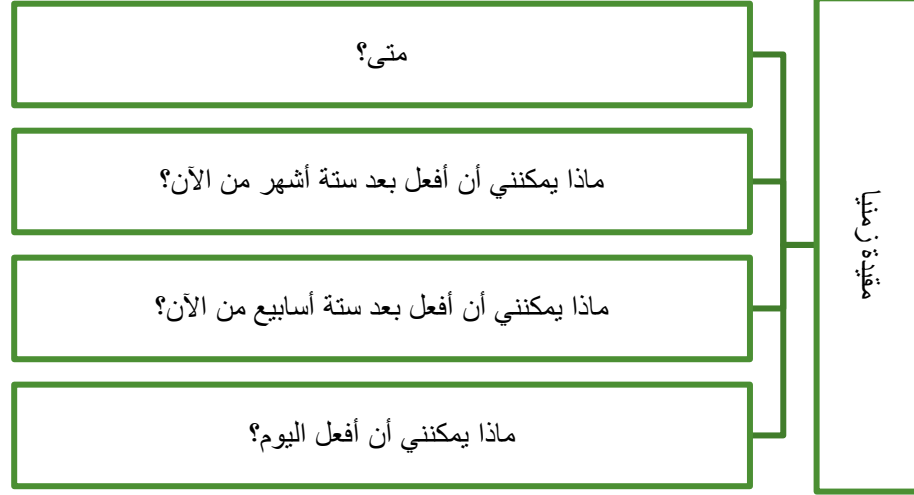 مقيدة زمنيا
متى؟
ماذا يمكنني أن أفعل بعد ستة أشهر من الآن؟
ماذا يمكنني أن أفعل بعد ستة أسابيع من الآن؟
ماذا يمكنني أن أفعل اليوم؟